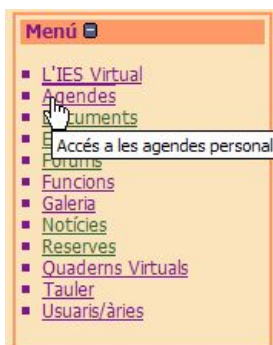 Menú
L'IES Virtual
Agendes
Accés a les agendes personal
Funcions
Galeria
Notícies
Reserves
Quaderns Virtuals
Tauler
Usuaris/àries